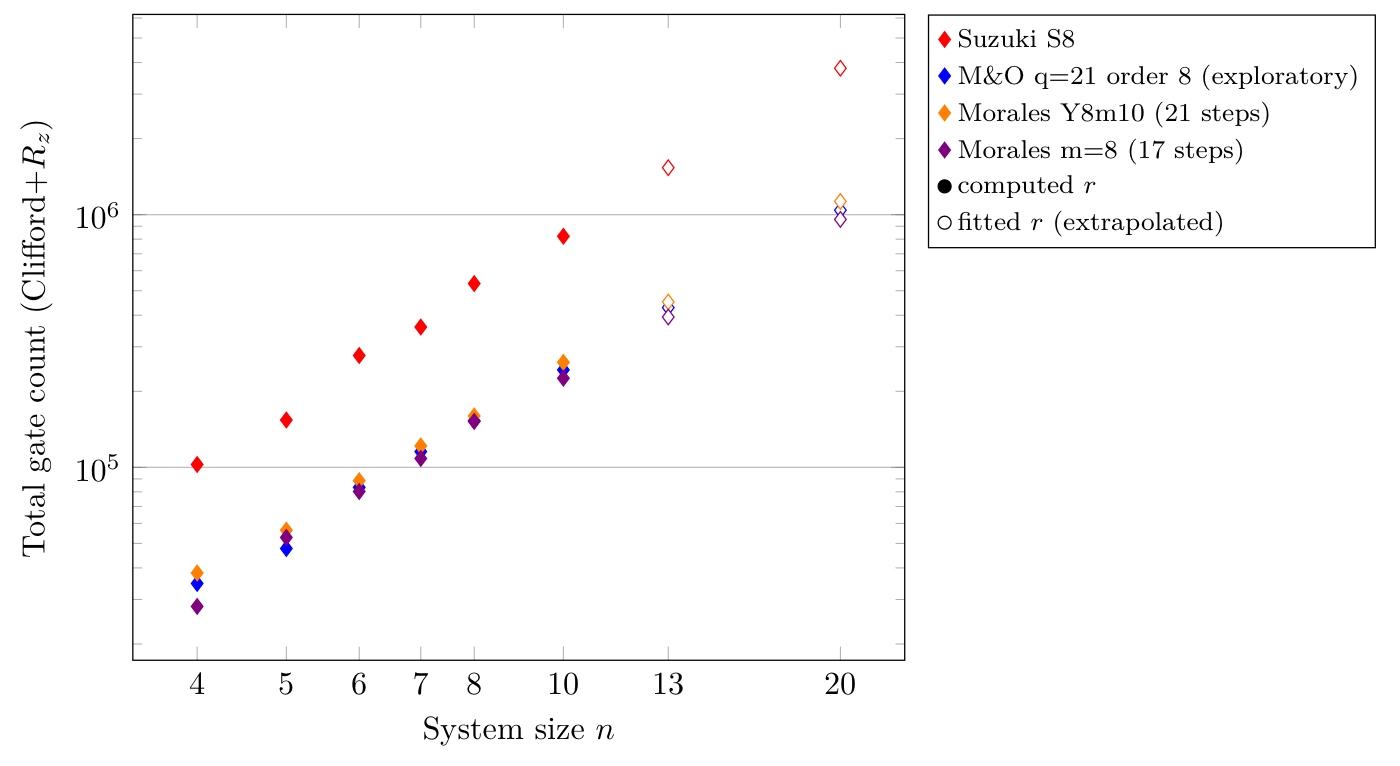 Total gate count (Clifford+R_z)
10^6
10^5
4 5 6 7 8 10 13 20
System size n
Suzuki S8
M&O q=21 order 8 (exploratory)
Morales Y8m10 (21 steps)
Morales m=8 (17 steps)
computed r
fitted r (extrapolated)